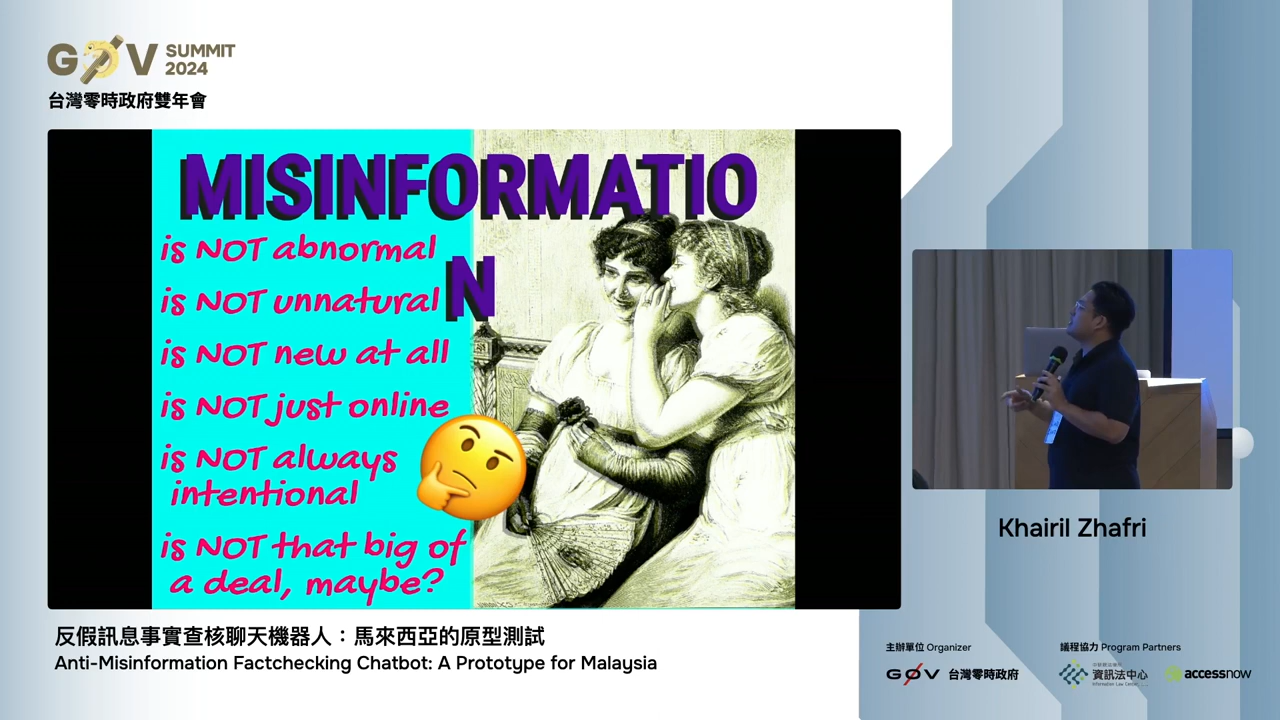 G0V SUMMIT
2024
台灣零時政府雙年會
MISINFORMATIO
N
is NOT abnormal
is NOT unnatural
is NOT new at all
is NOT just online
is NOT always
intentional
is NOT that big of
a deal, maybe?
Khairil Zhafri
反假訊息事實查核聊天機器人：馬來西亞的原型測試
Anti-Misinformation Factchecking Chatbot: A Prototype for Malaysia
主辦單位 Organizer
G0V 台灣零時政府
議程協力 Program Partners
資訊法中心
Information Law Center
accessnow